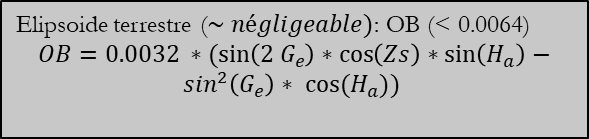 Elipsoide terrestre (~ négligeable): OB (< 0.0064)
OB = 0.0032 * (sin(2 Gₑ) * cos(Zs) * sin(Hₐ) −
sin²(Gₑ) * cos(Hₐ))